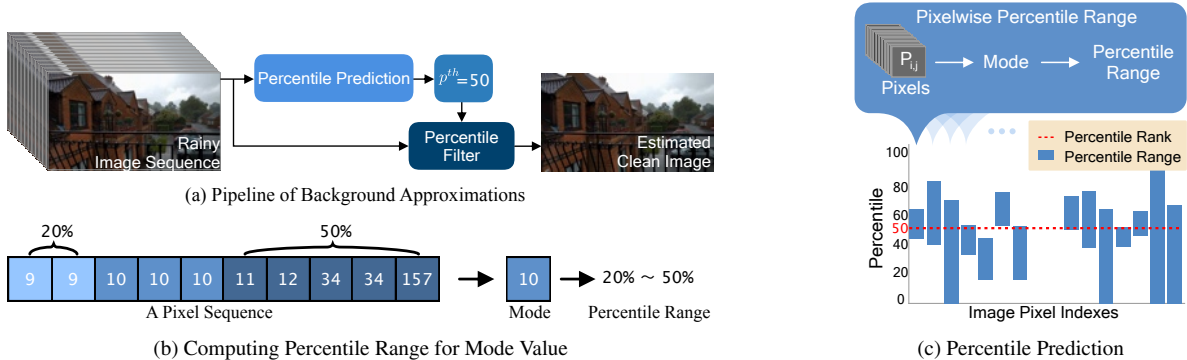 Rainy
Image Sequence
Percentile Prediction
p^th=50
Percentile
Filter
Estimated
Clean Image
(a) Pipeline of Background Approximations
20%
50%
9 9 10 10 10 11 12 34 34 157
10
20% ~ 50%
A Pixel Sequence
Mode
Percentile Range
(b) Computing Percentile Range for Mode Value
Pixelwise Percentile Range
P_i,j
Pixels
Mode
Percentile
Range
Percentile Rank
Percentile Range
100
80
60
50
40
20
0
Percentile
Image Pixel Indexes
(c) Percentile Prediction